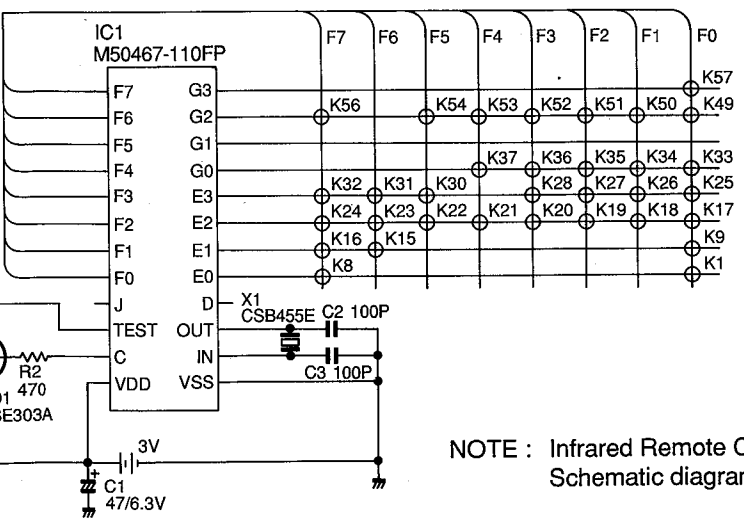 IC1
M50467-110FP
F7 F6 F5 F4 F3 F2 F1 F0
F7 G3 K57
F6 G2 K56 K54 K53 K52 K51 K50 K49
F5 G1
F4 G0 K37 K36 K35 K34 K33
F3 E3 K32 K31 K30 K28 K27 K26 K25
F2 E2 K24 K23 K22 K21 K20 K19 K18 K17
F1 E1 K16 K15 K9
F0 E0 K8 K1
J D X1
CSB455E C2 100P
TEST OUT
C IN
R2 C3 100P
470
VDD VSS
SE303A
3V
NOTE : Infrared Remote C
Schematic diagram
+
C1
47/6.3V